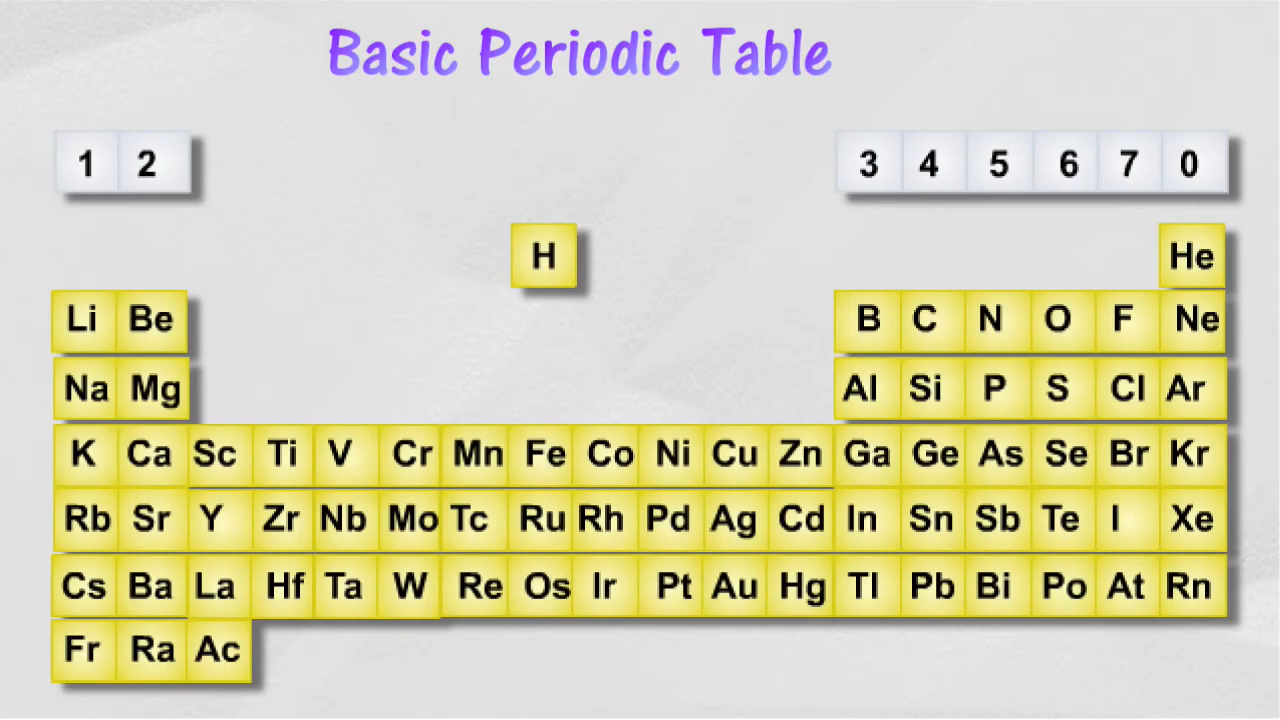 Basic Periodic Table
1 2 3 4 5 6 7 0
H He
Li Be B C N O F Ne
Na Mg Al Si P S Cl Ar
K Ca Sc Ti V Cr Mn Fe Co Ni Cu Zn Ga Ge As Se Br Kr
Rb Sr Y Zr Nb Mo Tc Ru Rh Pd Ag Cd In Sn Sb Te I Xe
Cs Ba La Hf Ta W Re Os Ir Pt Au Hg Tl Pb Bi Po At Rn
Fr Ra Ac